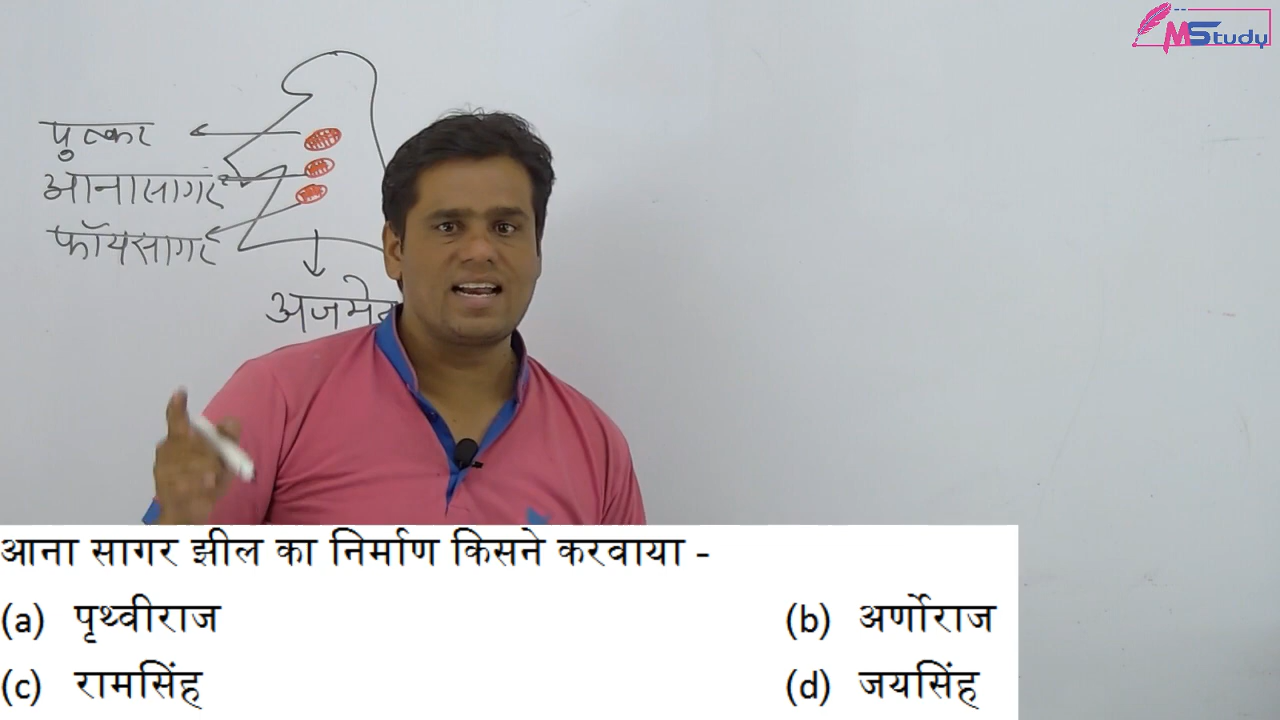 MStudy
पुष्कर
आनासागर
फॉयसागर
अजमेर
आना सागर झील का निर्माण किसने करवाया -
(a) पृथ्वीराज
(b) अर्णोराज
(c) रामसिंह
(d) जयसिंह